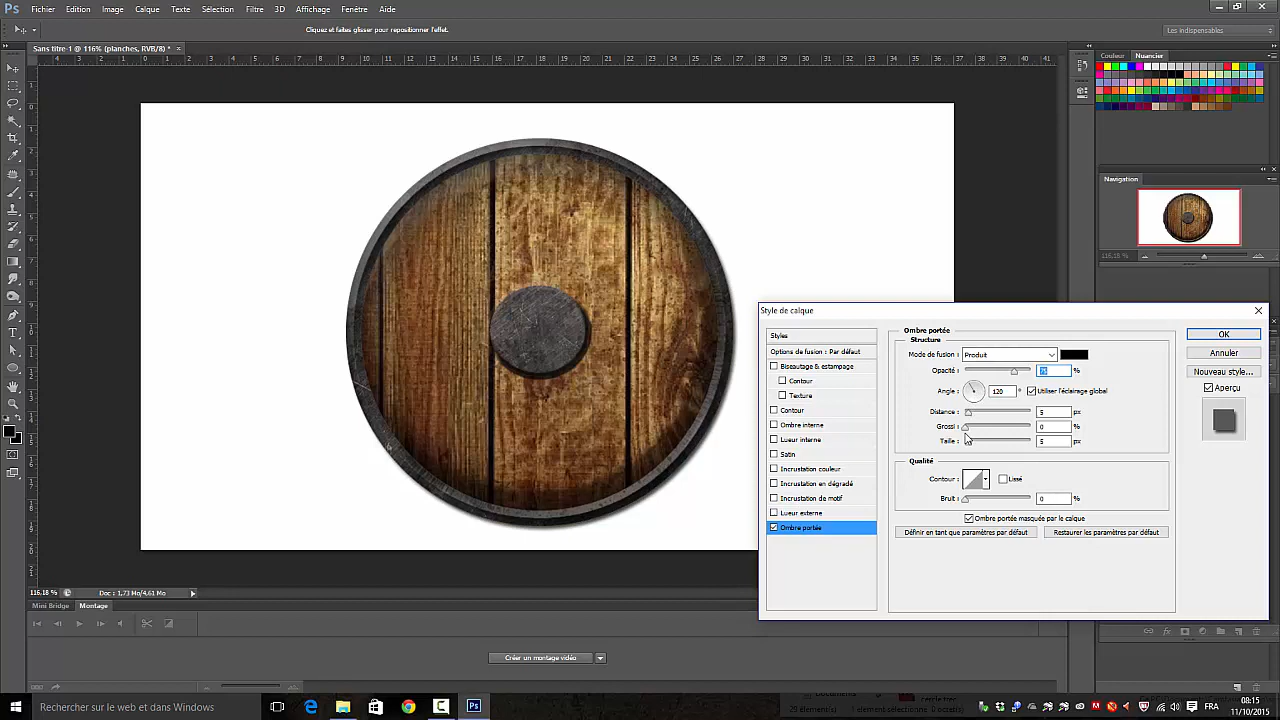 Ps Fichier Edition Image Calque Texte Sélection Filtre 3D Affichage Fenêtre Aide
Cliquez et faites glisser pour repositionner l'effet.
Les indispensables
Sans titre-1 @ 116% (planches, RVB/8) *
Couleur Nuancier
Navigation
116,18 %
Style de calque
Styles
Options de fusion : Par défaut
Biseautage & estampage
Contour
Texture
Contour
Ombre interne
Lueur interne
Satin
Incrustation couleur
Incrustation en dégradé
Incrustation de motif
Lueur externe
Ombre portée
Ombre portée
Structure
Mode de fusion : Produit
Opacité : 75 %
Angle : 120 ° Utiliser l'éclairage global
Distance : 5 px
Grossi : 0 %
Taille : 5 px
Qualité
Contour : Lissé
Bruit : 0 %
Ombre portée masquée par le calque
Définir en tant que paramètres par défaut Restaurer les paramètres par défaut
OK
Annuler
Nouveau style...
Aperçu
116.18 % Doc : 1,73 Mo/4,61 Mo
Mini Bridge Montage
Créer un montage vidéo
Rechercher sur le web et dans Windows
FRA
08:15
11/10/2015